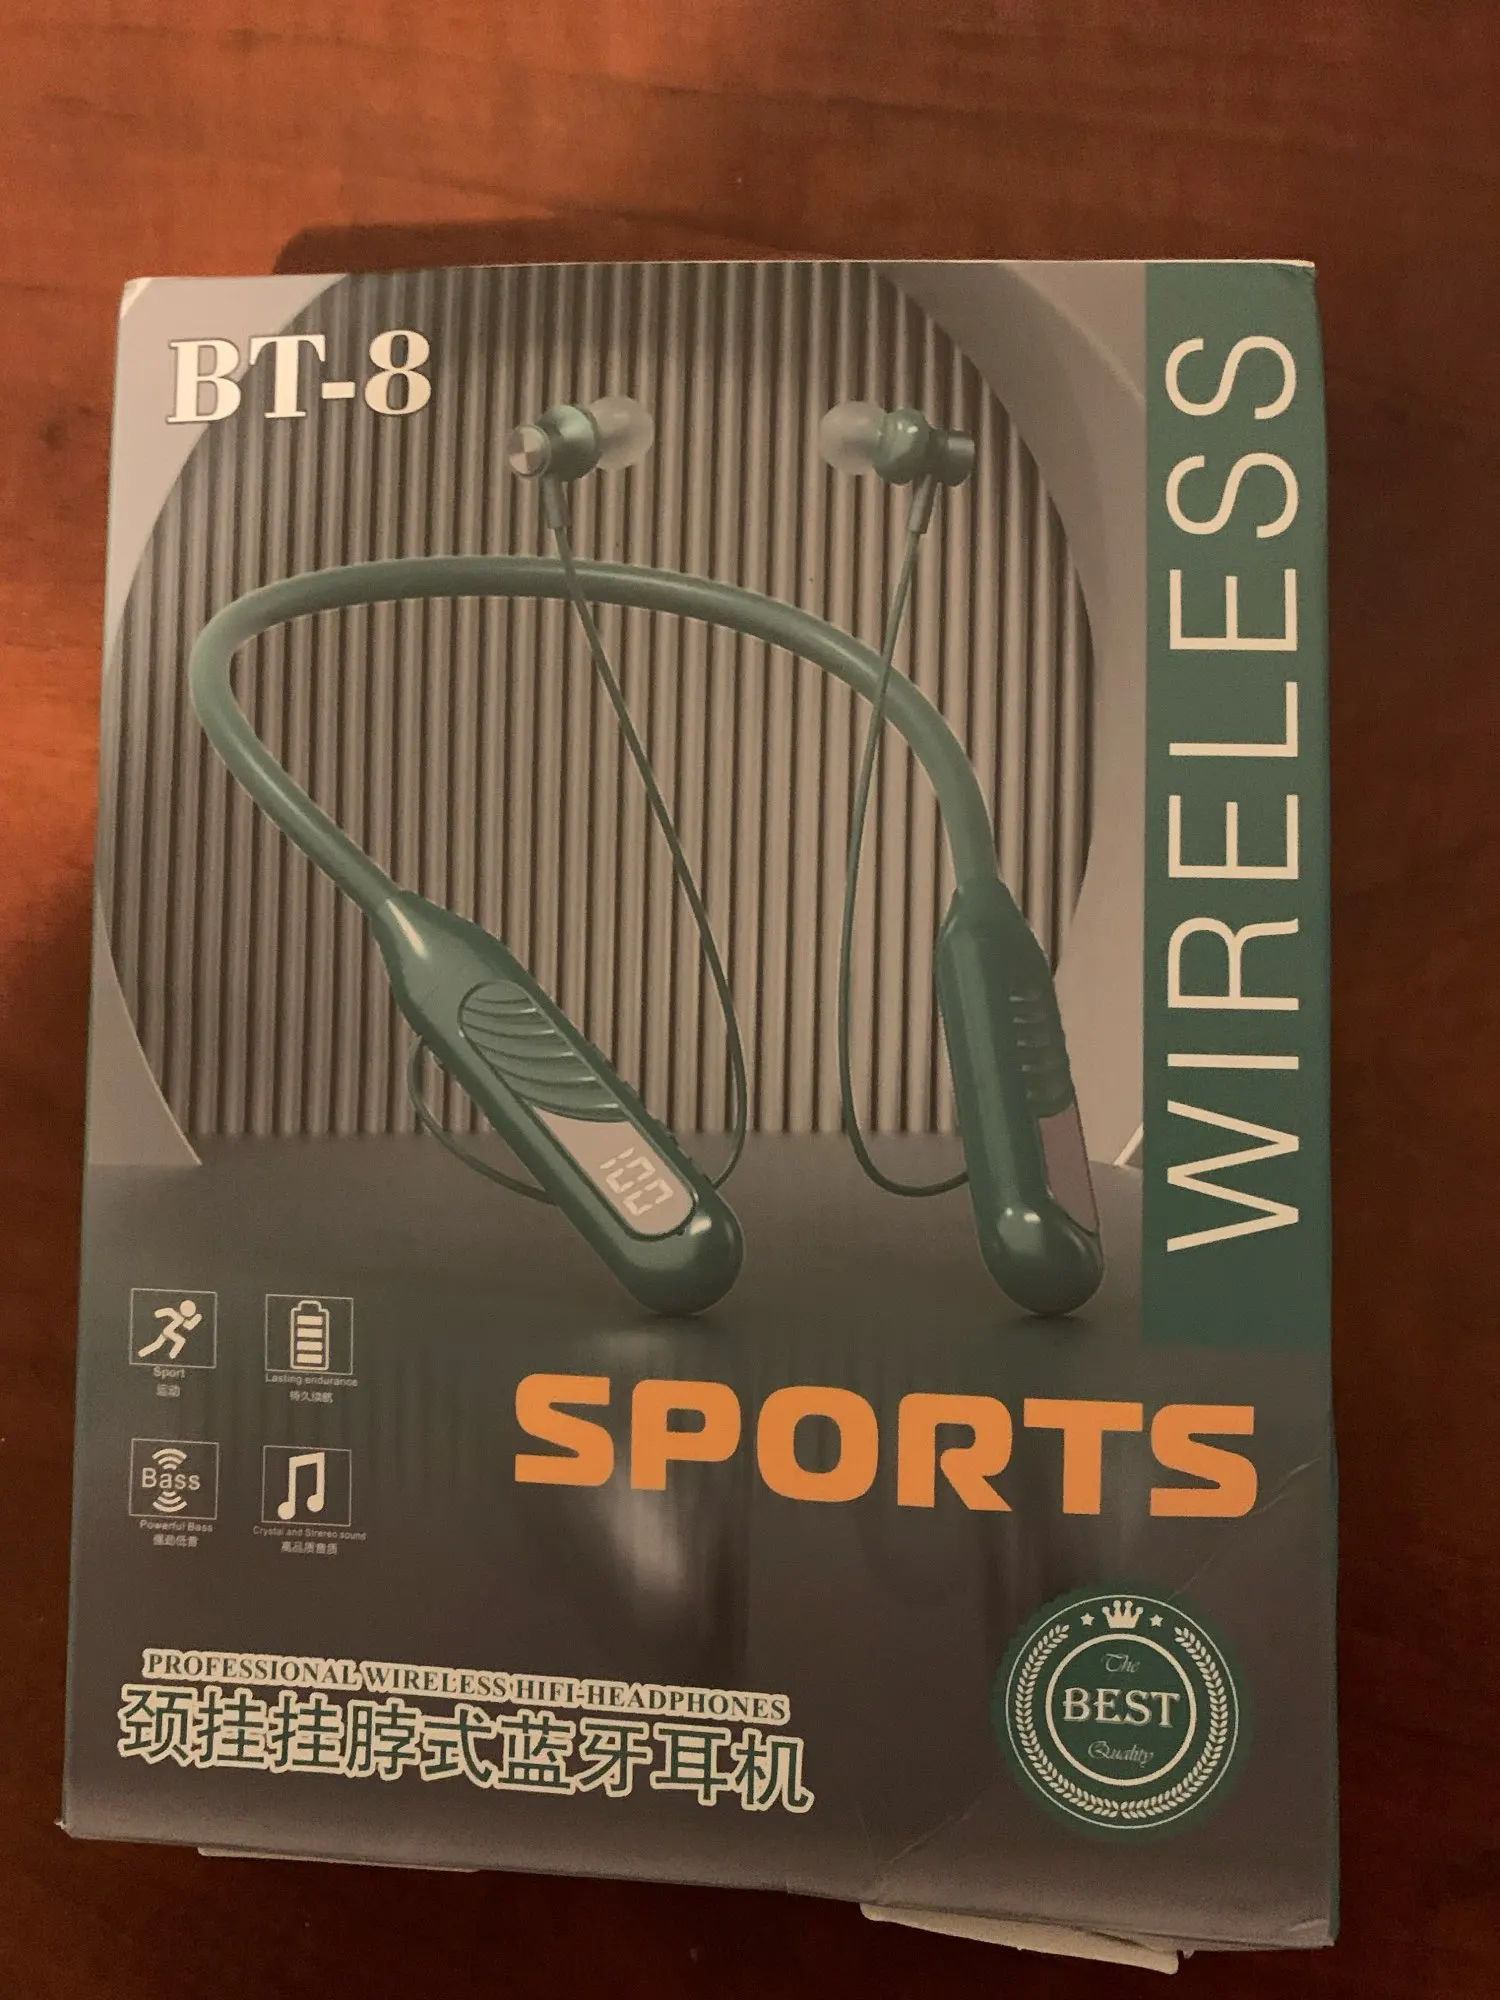 BT-8
WIRELESS
100
Sport
运动
Lasting endurance
持久续航
Bass
Powerful Bass
强劲低音
Crystal and Strereo sound
高品质音质
SPORTS
PROFESSIONAL WIRELESS HIFI-HEADPHONES
颈挂挂脖式蓝牙耳机
The
BEST
Quality